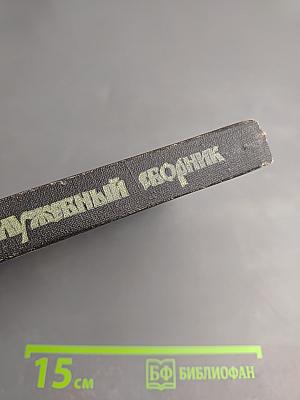 лужебный сборник
15 см
БФ БИБЛИОФАН